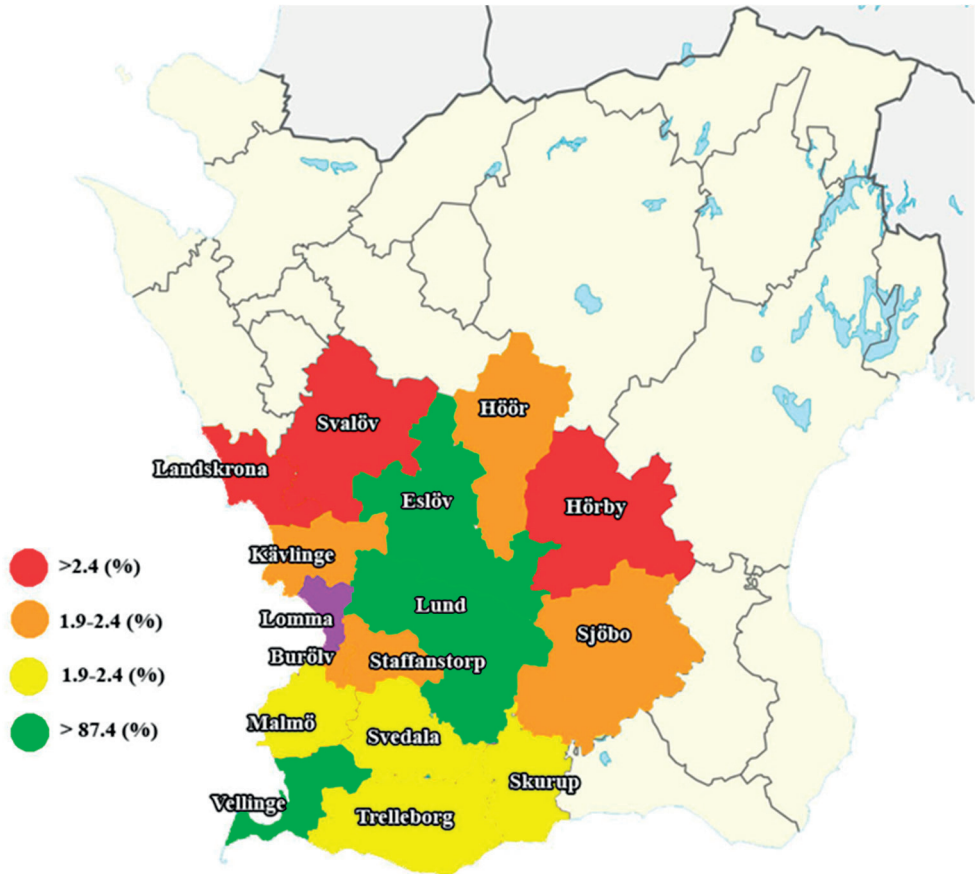 Höör
Svalöv
Landskrona
Eslöv
Hörby
Kävlinge
>2.4 (%)
Lomma
Lund
1.9-2.4 (%)
Sjöbo
Burölv
Staffanstorp
1.9-2.4 (%)
Malmö
Svedala
> 87.4 (%)
Skurup
Vellinge
Trelleborg